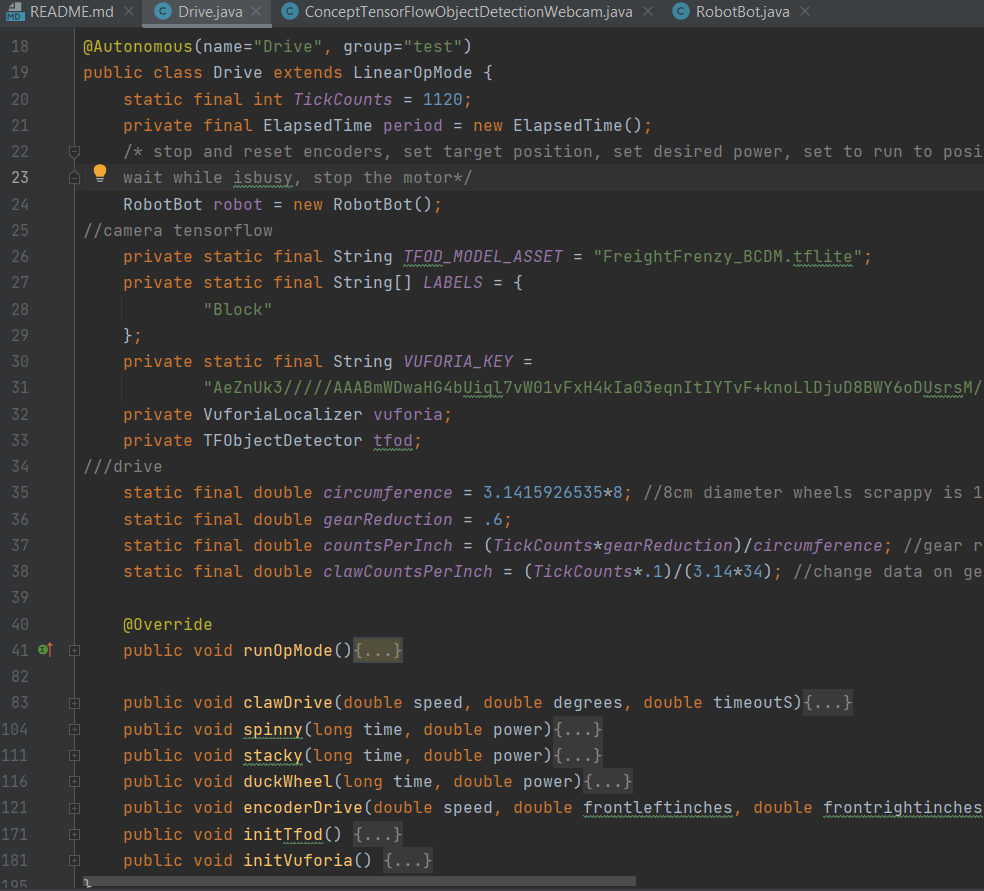 README.md Drive.java ConceptTensorFlowObjectDetectionWebcam.java RobotBot.java
18 @Autonomous(name="Drive", group="test")
19 public class Drive extends LinearOpMode {
20 static final int TickCounts = 1120;
21 private final ElapsedTime period = new ElapsedTime();
22 /* stop and reset encoders, set target position, set desired power, set to run to posi
23 wait while isbusy, stop the motor*/
24 RobotBot robot = new RobotBot();
25 //camera tensorflow
26 private static final String TFOD_MODEL_ASSET = "FreightFrenzy_BCDM.tflite";
27 private static final String[] LABELS = {
28 "Block"
29 };
30 private static final String VUFORIA_KEY =
31 "AeZnUk3/////AAABmWDwaHG4bUiql7vW01vFxH4kIa03eqnItIYTvF+knoLlDjuD8BWY6oDUsrsM/
32 private VuforiaLocalizer vuforia;
33 private TFObjectDetector tfod;
34 ///drive
35 static final double circumference = 3.1415926535*8; //8cm diameter wheels scrappy is 1
36 static final double gearReduction = .6;
37 static final double countsPerInch = (TickCounts*gearReduction)/circumference; //gear r
38 static final double clawCountsPerInch = (TickCounts*.1)/(3.14*34); //change data on ge
39
40 @Override
41 public void runOpMode(){...}
82
83 public void clawDrive(double speed, double degrees, double timeoutS){...}
104 public void spinny(long time, double power){...}
111 public void stacky(long time, double power){...}
116 public void duckWheel(long time, double power){...}
121 public void encoderDrive(double speed, double frontleftinches, double frontrightinches
171 public void initTfod() {...}
181 public void initVuforia() {...}
195 }